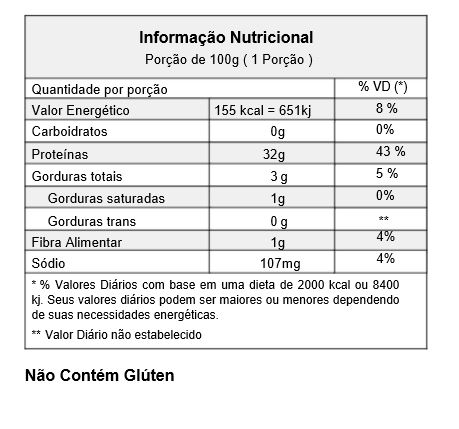 Informação Nutricional
Porção de 100g ( 1 Porção )
Quantidade por porção % VD (*)
Valor Energético 155 kcal = 651kj 8 %
Carboidratos 0g 0%
Proteínas 32g 43 %
Gorduras totais 3 g 5 %
Gorduras saturadas 1g 0%
Gorduras trans 0 g **
Fibra Alimentar 1g 4%
Sódio 107mg 4%
* % Valores Diários com base em uma dieta de 2000 kcal ou 8400
kj. Seus valores diários podem ser maiores ou menores dependendo
de suas necessidades energéticas.
** Valor Diário não estabelecido
Não Contém Glúten